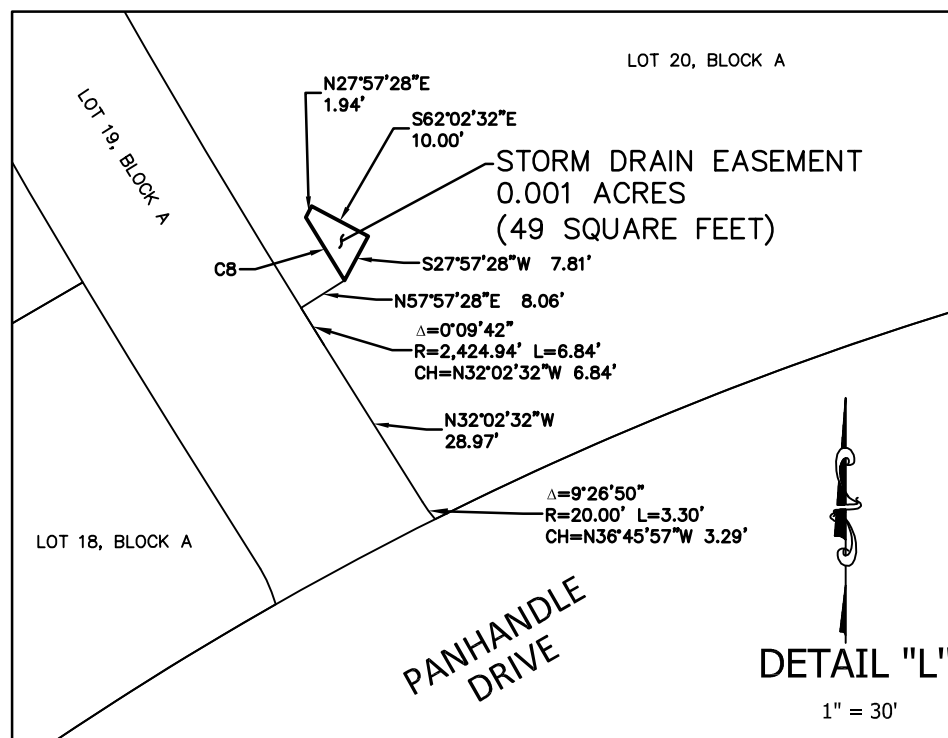 LOT 20, BLOCK A
N27°57'28"E
1.94'
S62°02'32"E
10.00'
LOT 19, BLOCK A
STORM DRAIN EASEMENT
0.001 ACRES
(49 SQUARE FEET)
C8
S27°57'28"W 7.81'
N57°57'28"E 8.06'
Δ=0°09'42"
R=2,424.94' L=6.84'
CH=N32°02'32"W 6.84'
N32°02'32"W
28.97'
Δ=9°26'50"
R=20.00' L=3.30'
CH=N36°45'57"W 3.29'
LOT 18, BLOCK A
PANHANDLE
DRIVE
DETAIL "L"
1" = 30'